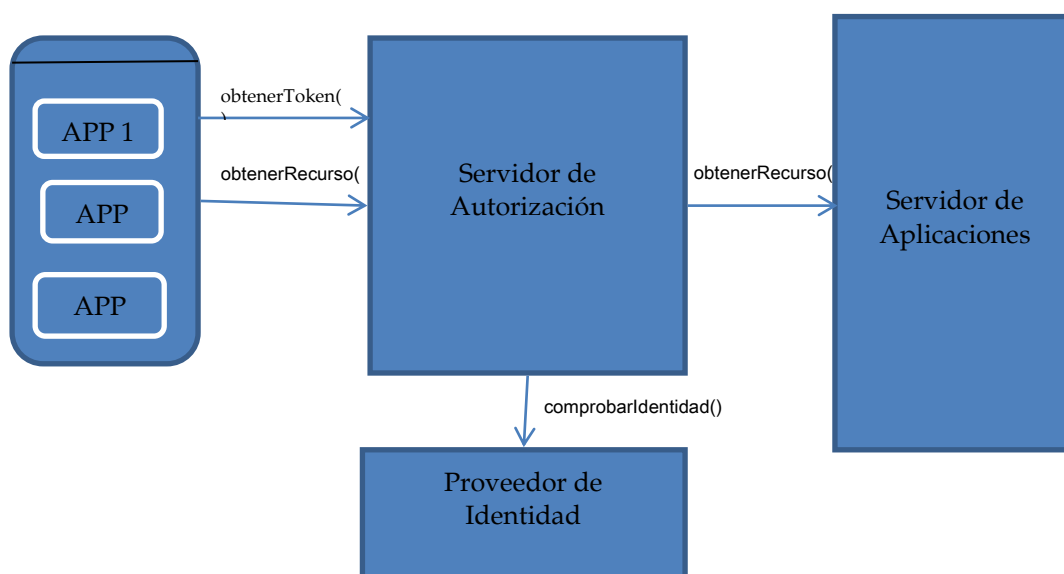 APP 1
APP
APP
obtenerToken(
)
obtenerRecurso(
Servidor de
Autorización
obtenerRecurso(
Servidor de
Aplicaciones
comprobarIdentidad()
Proveedor de
Identidad